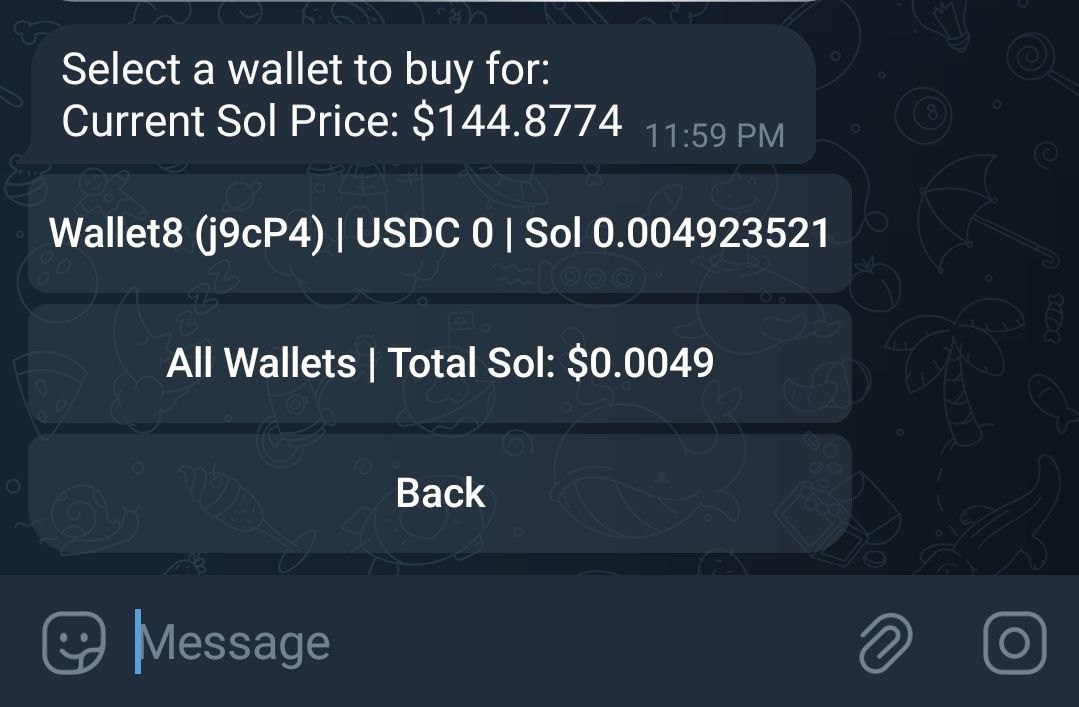 Select a wallet to buy for:
Current Sol Price: $144.8774
11:59 PM
Wallet8 (j9cP4) | USDC 0 | Sol 0.004923521
All Wallets | Total Sol: $0.0049
Back
Message